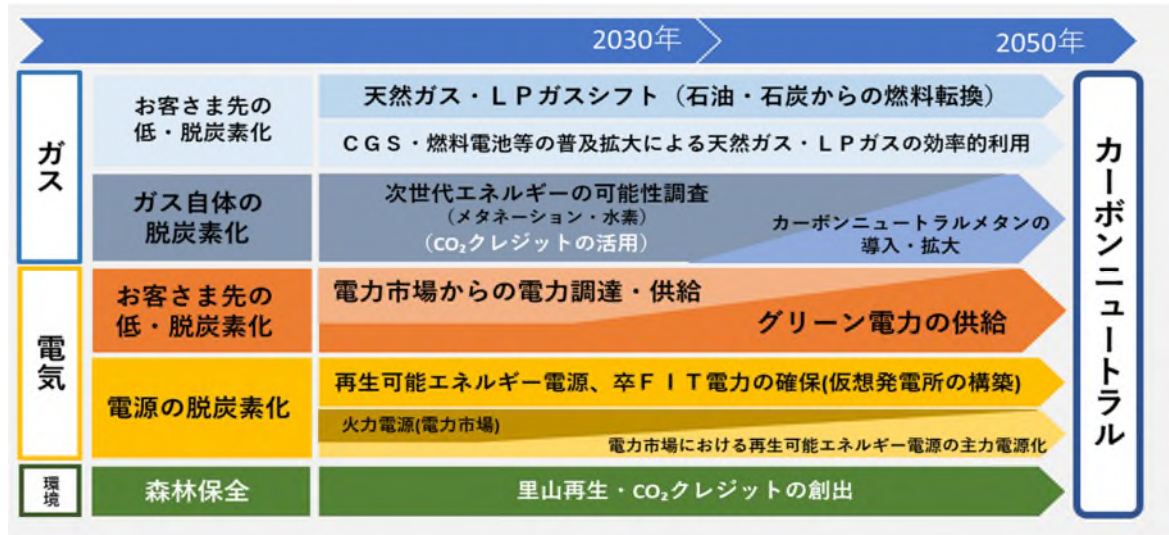 2030年
2050年
ガス
お客さま先の
低・脱炭素化
天然ガス・LPガスシフト（石油・石炭からの燃料転換）
CGS・燃料電池等の普及拡大による天然ガス・LPガスの効率的利用
ガス自体の
脱炭素化
次世代エネルギーの可能性調査
（メタネーション・水素）
（CO₂クレジットの活用）
カーボンニュートラルメタンの
導入・拡大
電気
お客さま先の
低・脱炭素化
電力市場からの電力調達・供給
グリーン電力の供給
電源の脱炭素化
再生可能エネルギー電源、卒FIT電力の確保(仮想発電所の構築)
火力電源(電力市場)
電力市場における再生可能エネルギー電源の主力電源化
環境
森林保全
里山再生・CO₂クレジットの創出
カーボンニュートラル